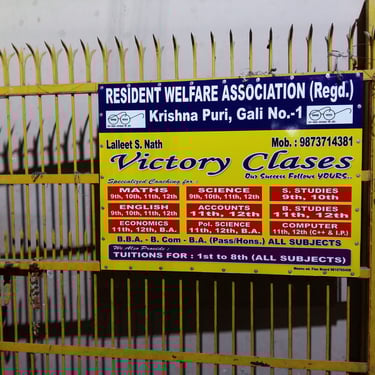 RESIDENT WELFARE ASSOCIATION (Regd.)
Krishna Puri, Gali No.-1
Lalleet S. Nath Mob. : 9873714381
Victory Clases
Our Success Follows YOURS...
Specialized Coaching for
MATHS SCIENCE S. STUDIES
9th, 10th, 11th, 12th 9th, 10th, 11th, 12th 9th, 10th
ENGLISH ACCOUNTS B. STUDIES
9th, 10th, 11th, 12th 11th, 12th 11th, 12th
ECONOMICS Pol. SCIENCE COMPUTER
11th, 12th, B.A. 11th, 12th, B.A. 11th, 12th (C++ & I.P.)
B.B.A. - B. Com - B.A. (Pass/Hons.) ALL SUBJECTS
We Also Provide :
TUITIONS FOR : 1st to 8th (ALL SUBJECTS)